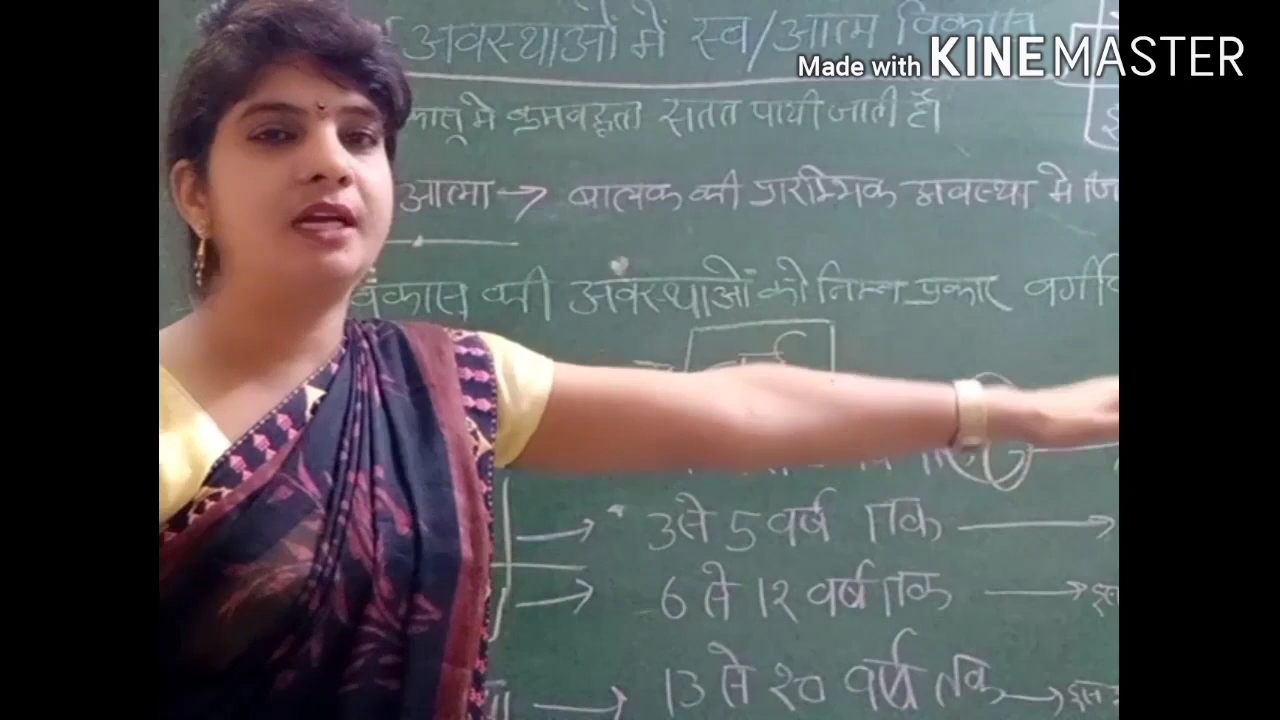 अवस्थाओं में स्व/आत्म विकास
Made with KINEMASTER
में क्रमबद्धता सतत पायी जाती है।
आत्मा → बालक की प्रारम्भिक अवस्था में
विकास की अवस्थाओं को निम्न प्रकार
→ 3 से 5 वर्ष तक →
→ 6 से 12 वर्ष तक →
→ 13 से 20 वर्ष तक →